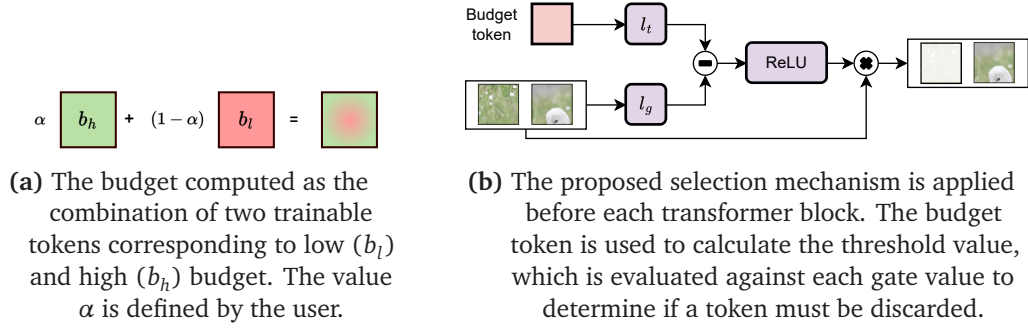 Budget
token
l_t
ReLU
l_g
α b_h + (1 − α) b_l =
(a) The budget computed as the
combination of two trainable
tokens corresponding to low (b_l)
and high (b_h) budget. The value
α is defined by the user.
(b) The proposed selection mechanism is applied
before each transformer block. The budget
token is used to calculate the threshold value,
which is evaluated against each gate value to
determine if a token must be discarded.